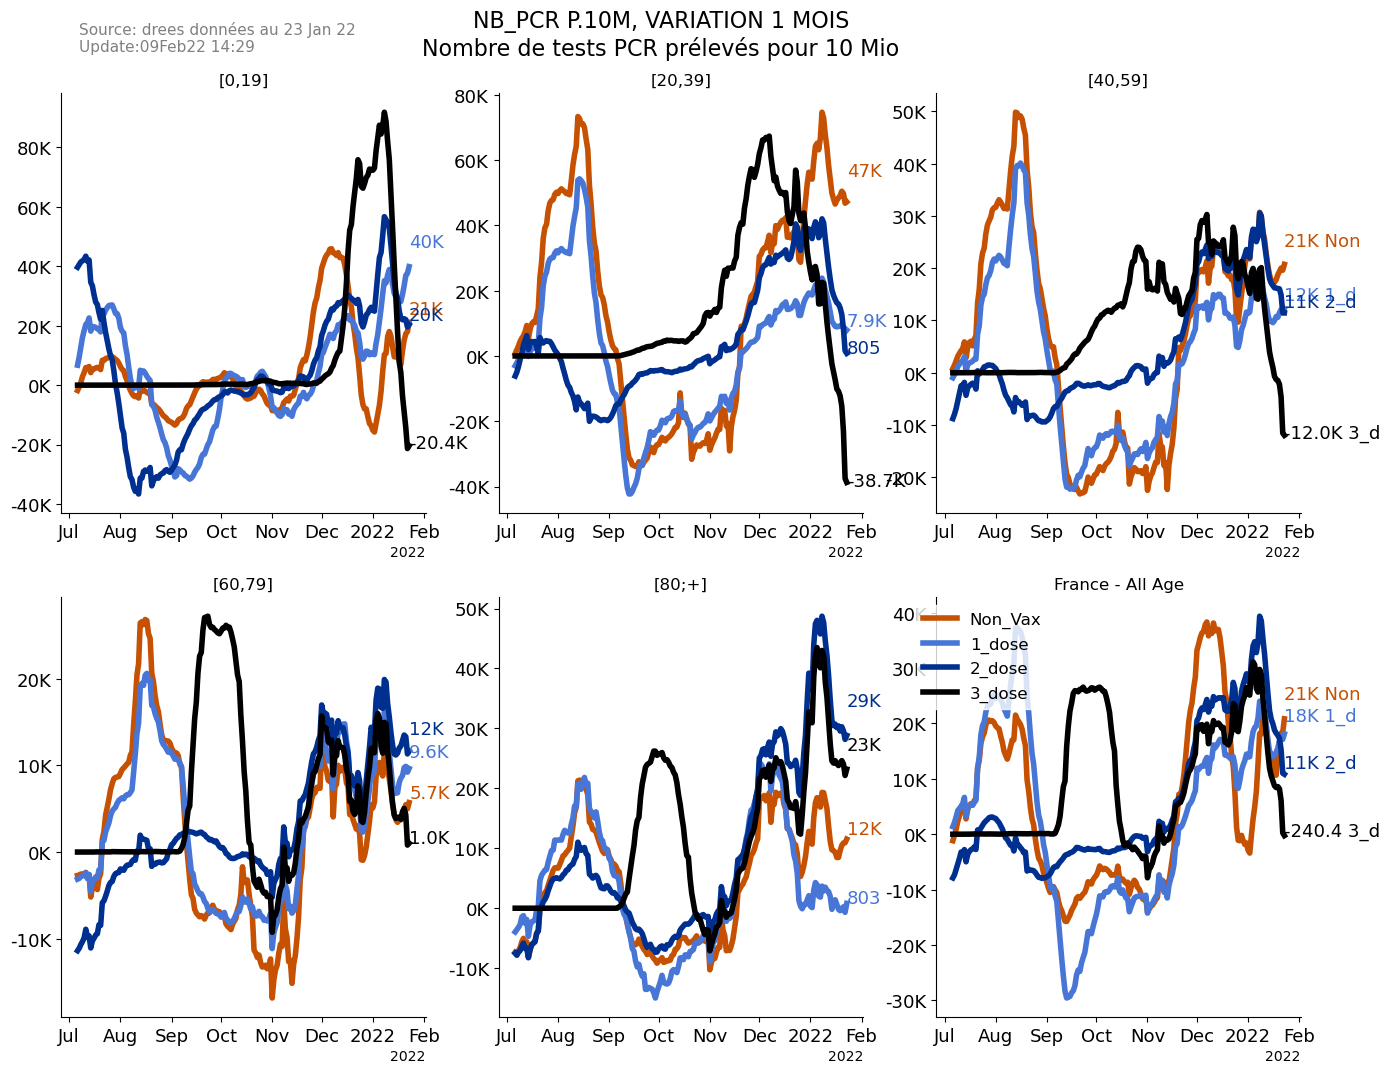 Source: drees données au 23 Jan 22
Update:09Feb22 14:29
NB_PCR P.10M, VARIATION 1 MOIS
Nombre de tests PCR prélevés pour 10 Mio
[0,19]
80K
60K
40K
20K
0K
-20K
-40K
40K
21K
20K
-20.4K
Jul Aug Sep Oct Nov Dec 2022 Feb
2022
[20,39]
80K
60K
40K
20K
0K
-20K
-40K
47K
7.9K
805
-38.7K
Jul Aug Sep Oct Nov Dec 2022 Feb
2022
[40,59]
50K
40K
30K
20K
10K
0K
-10K
-20K
21K Non
12K 1_d
11K 2_d
-12.0K 3_d
Jul Aug Sep Oct Nov Dec 2022 Feb
2022
[60,79]
20K
10K
0K
-10K
12K
9.6K
5.7K
1.0K
Jul Aug Sep Oct Nov Dec 2022 Feb
2022
[80;+]
50K
40K
30K
20K
10K
0K
-10K
29K
23K
12K
803
Jul Aug Sep Oct Nov Dec 2022 Feb
2022
France - All Age
Non_Vax
1_dose
2_dose
3_dose
40K
30K
20K
10K
0K
-10K
-20K
-30K
21K Non
18K 1_d
11K 2_d
-240.4 3_d
Jul Aug Sep Oct Nov Dec 2022 Feb
2022